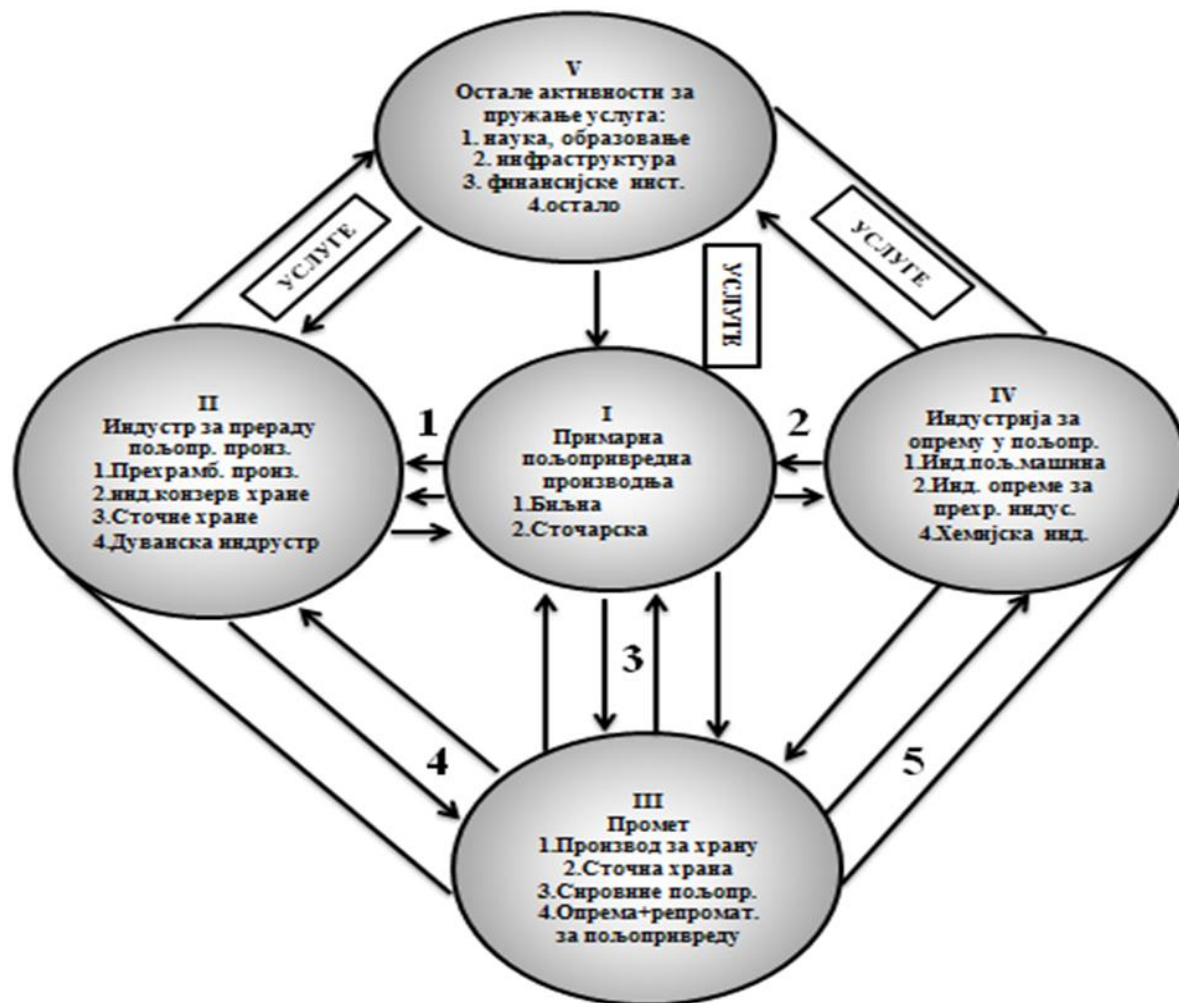 V
Остале активности за
пружање услуга:
1. наука, образовање
2. инфраструктура
3. финансијске инст.
4.остало
УСЛУГЕ
УСЛУГЕ
УСЛУГЕ
II
Индустр за прераду
пољопр. произ.
1.Прехрамб. произ.
2.инд.конзерв хране
3.Сточне хране
4.Дуванска индрустр
1
I
Примарна
пољопривредна
производња
1.Биљна
2.Сточарска
2
IV
Индустрија за
опрему у пољопр.
1.Инд.пољ.машина
2.Инд. опреме за
прехр. индус.
4.Хемијска инд.
3
4
5
III
Промет
1.Производ за храну
2.Сточна храна
3.Сировине пољопр.
4.Опрема+репромат.
за пољопривреду